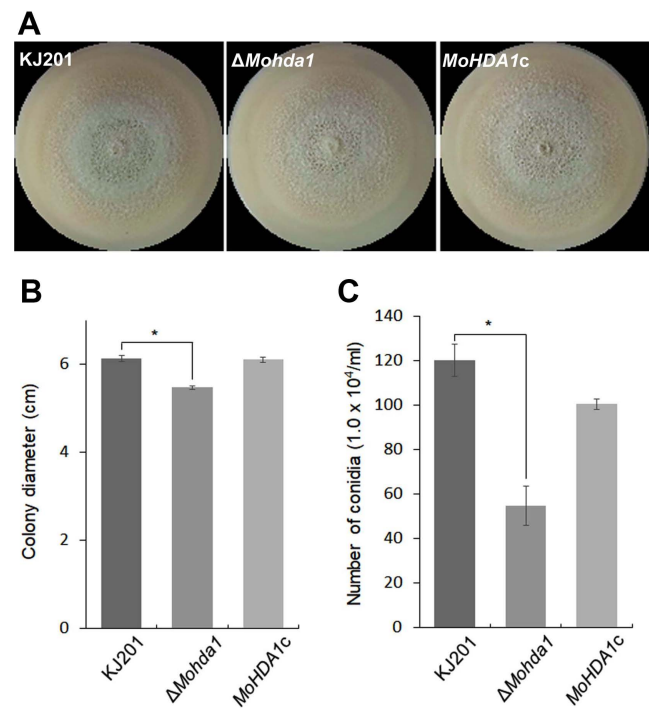 A
KJ201
ΔMohda1
MoHDA1c
B
Colony diameter (cm)
6
4
2
0
*
KJ201
ΔMohda1
MoHDA1c
C
Number of conidia (1.0 x 10⁴/ml)
140
120
100
80
60
40
20
0
*
KJ201
ΔMohda1
MoHDA1c